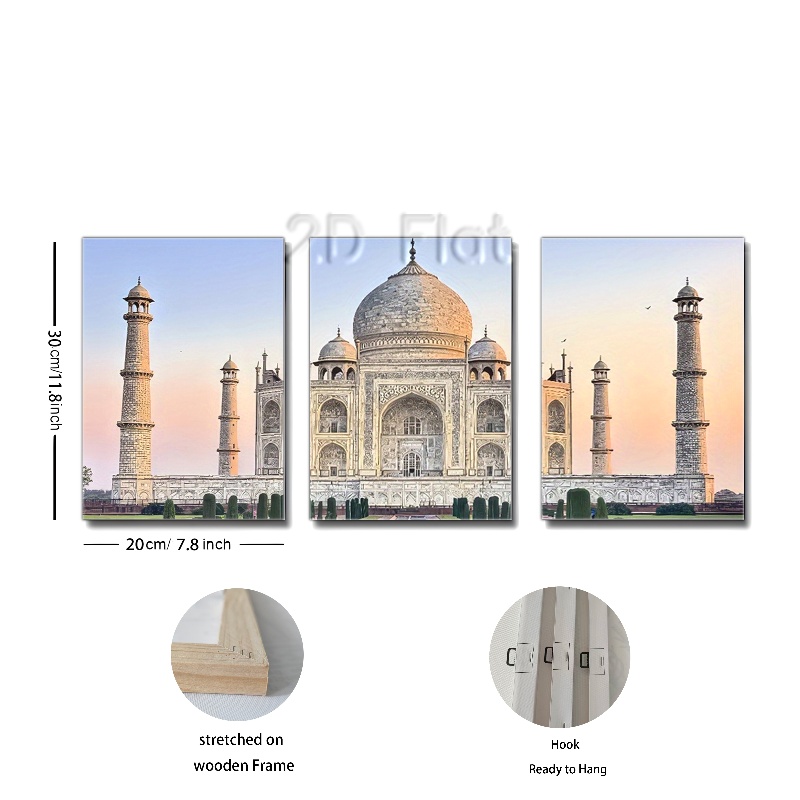 2D Flat
30cm/11.8inch
20cm/ 7.8 inch
stretched on
wooden Frame
Hook
Ready to Hang